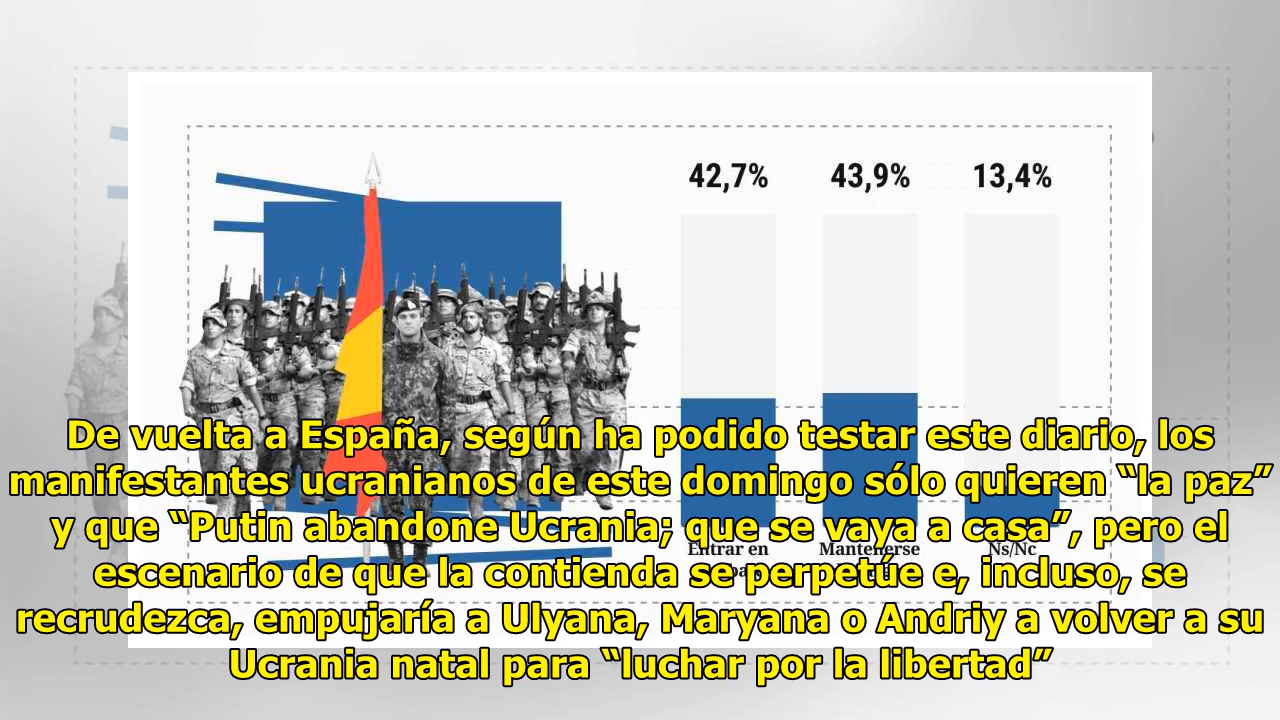 42,7% 43,9% 13,4%
De vuelta a España, según ha podido testar este diario, los
manifestantes ucranianos de este domingo sólo quieren “la paz”
y que “Putin abandone Ucrania; que se vaya a casa”, pero el
Entrar en Mantenerse Ns/Nc
escenario de que la contienda se perpetúe e, incluso, se
recrudezca, empujaría a Ulyana, Maryana o Andriy a volver a su
Ucrania natal para “luchar por la libertad”